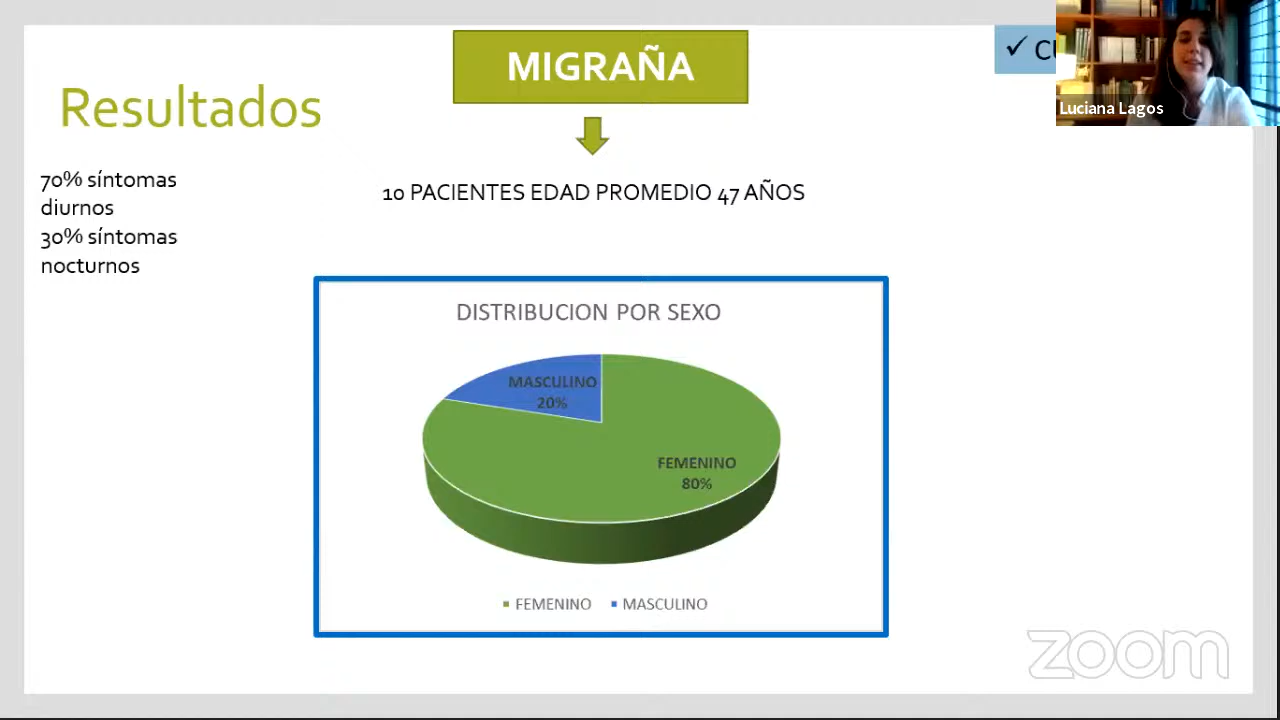 MIGRAÑA
Resultados
Luciana Lagos
70% síntomas
diurnos
30% síntomas
nocturnos
10 PACIENTES EDAD PROMEDIO 47 AÑOS
DISTRIBUCION POR SEXO
MASCULINO
20%
FEMENINO
80%
FEMENINO MASCULINO
zoom